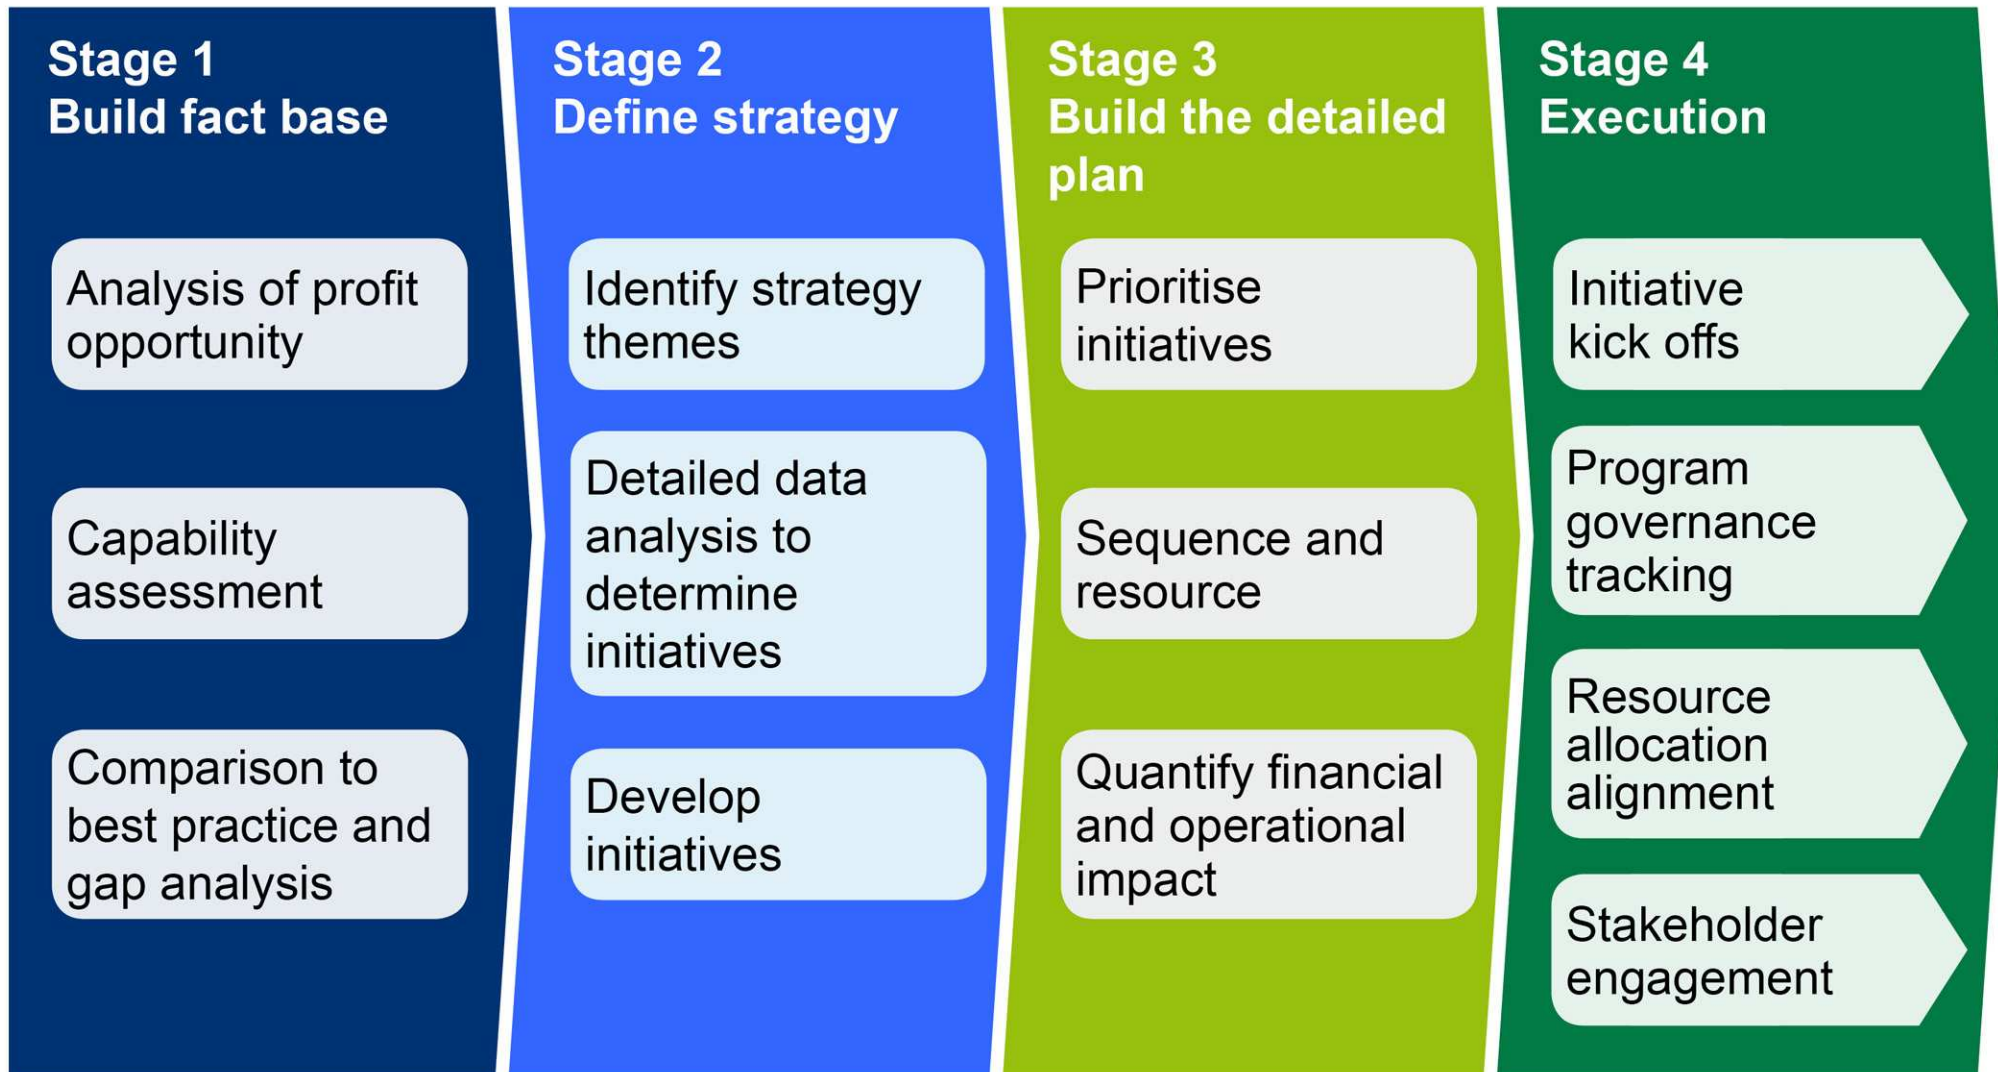 Stage 1
Build fact base
Analysis of profit
opportunity
Capability
assessment
Comparison to
best practice and
gap analysis
Stage 2
Define strategy
Identify strategy
themes
Detailed data
analysis to
determine
initiatives
Develop
initiatives
Stage 3
Build the detailed
plan
Prioritise
initiatives
Sequence and
resource
Quantify financial
and operational
impact
Stage 4
Execution
Initiative
kick offs
Program
governance
tracking
Resource
allocation
alignment
Stakeholder
engagement